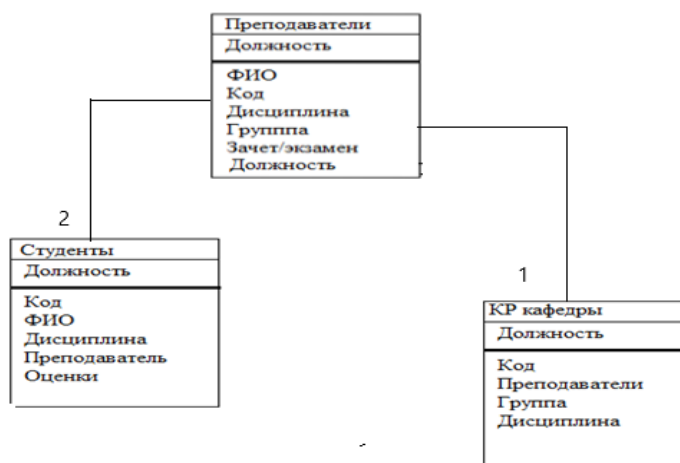 Преподаватели
Должность
ФИО
Код
Дисциплина
Групппа
Зачет/экзамен
Должность
2
Студенты
Должность
Код
ФИО
Дисциплина
Преподаватель
Оценки
1
КР кафедры
Должность
Код
Преподаватели
Группа
Дисциплина